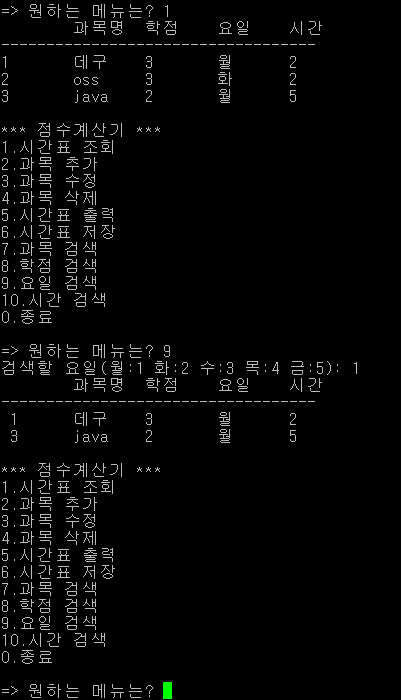 => 원하는 메뉴는? 1
과목명 학점 요일 시간
------------------------------------
1 데구 3 월 2
2 oss 3 화 2
3 java 2 월 5
*** 점수계산기 ***
1.시간표 조회
2.과목 추가
3.과목 수정
4.과목 삭제
5.시간표 출력
6.시간표 저장
7.과목 검색
8.학점 검색
9.요일 검색
10.시간 검색
0.종료
=> 원하는 메뉴는? 9
검색할 요일(월:1 화:2 수:3 목:4 금:5): 1
과목명 학점 요일 시간
------------------------------------
1 데구 3 월 2
3 java 2 월 5
*** 점수계산기 ***
1.시간표 조회
2.과목 추가
3.과목 수정
4.과목 삭제
5.시간표 출력
6.시간표 저장
7.과목 검색
8.학점 검색
9.요일 검색
10.시간 검색
0.종료
=> 원하는 메뉴는?